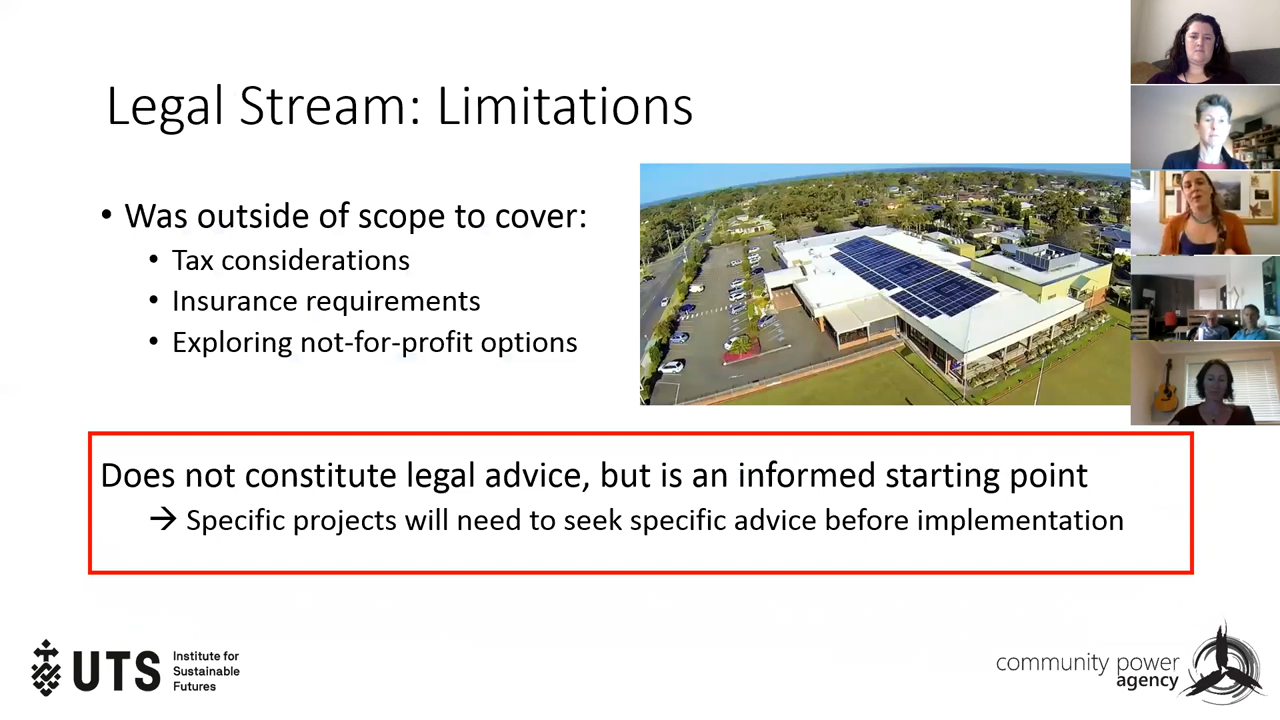 Legal Stream: Limitations
• Was outside of scope to cover:
• Tax considerations
• Insurance requirements
• Exploring not-for-profit options
Does not constitute legal advice, but is an informed starting point
→ Specific projects will need to seek specific advice before implementation
UTS
Institute for
Sustainable
Futures
community power
agency